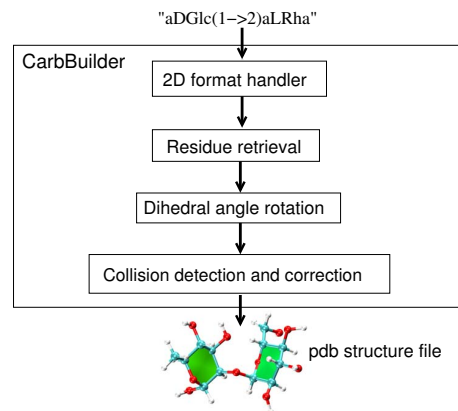 "aDGlc(1−>2)aLRha"
CarbBuilder
2D format handler
Residue retrieval
Dihedral angle rotation
Collision detection and correction
pdb structure file